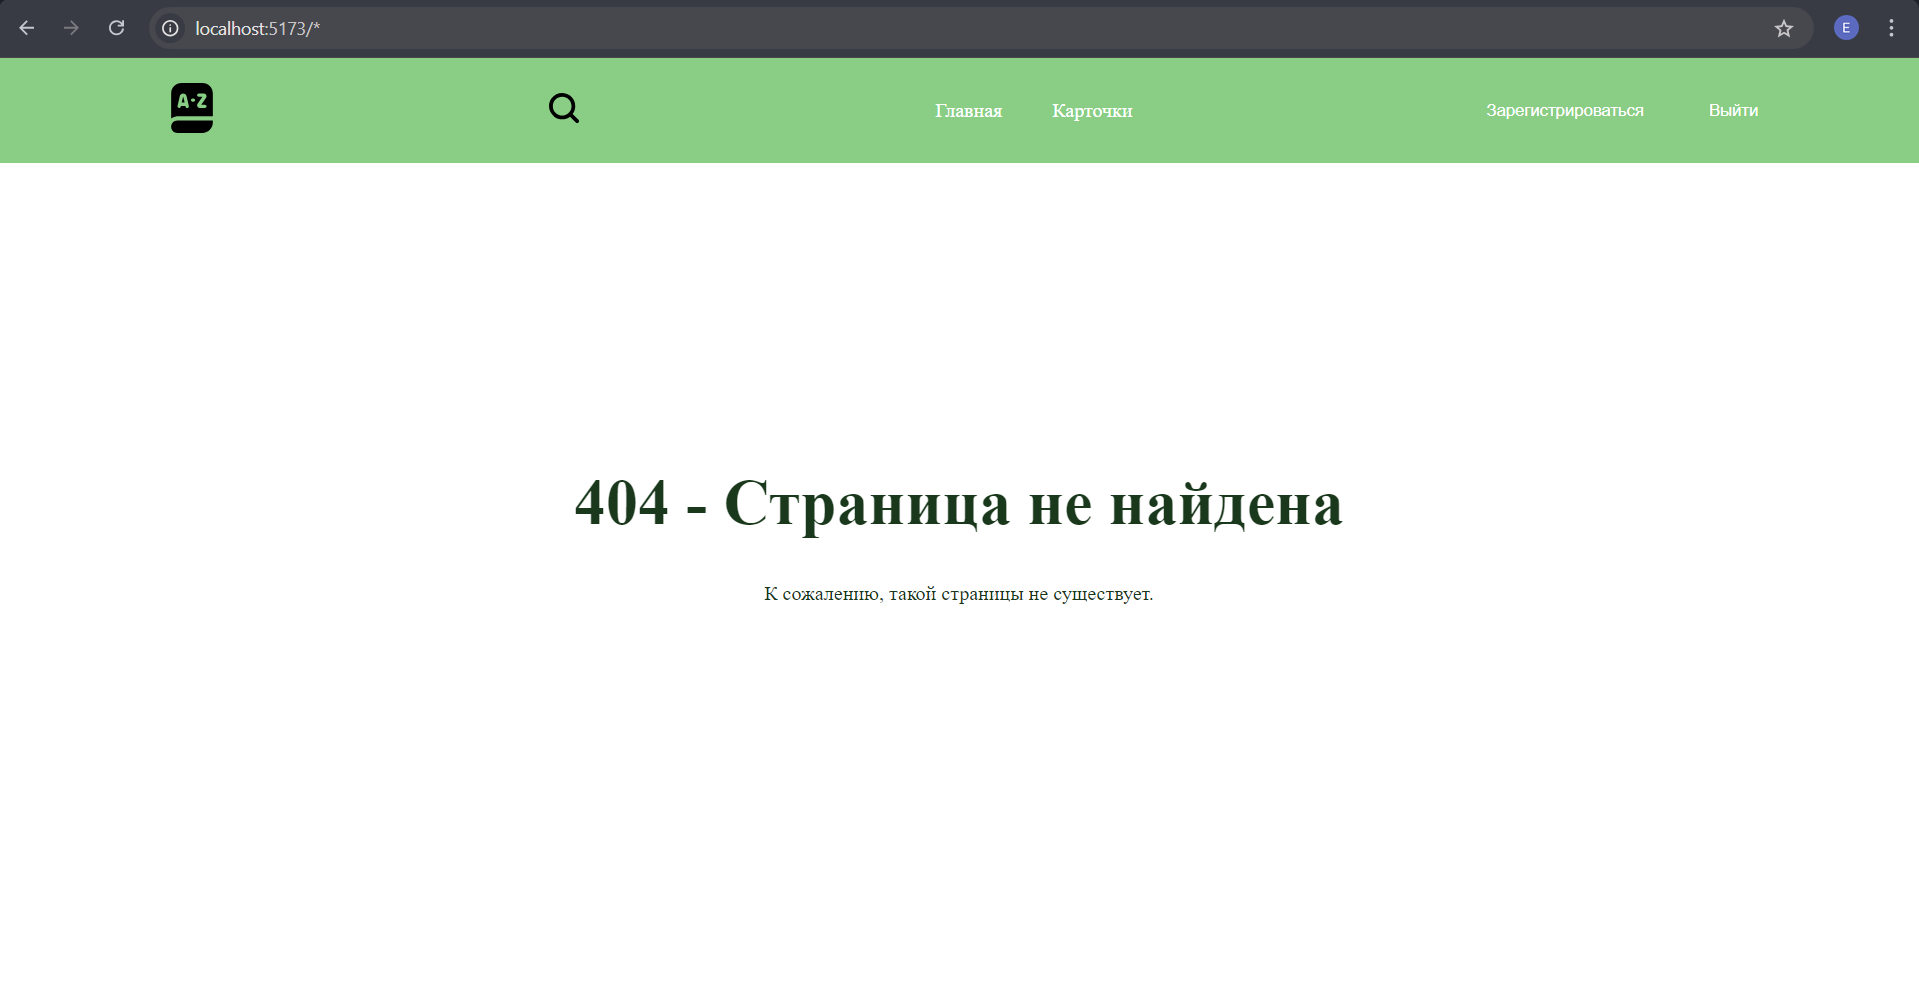 localhost:5173/*
E
A·Z
Главная Карточки Зарегистрироваться Выйти
404 - Страница не найдена
К сожалению, такой страницы не существует.